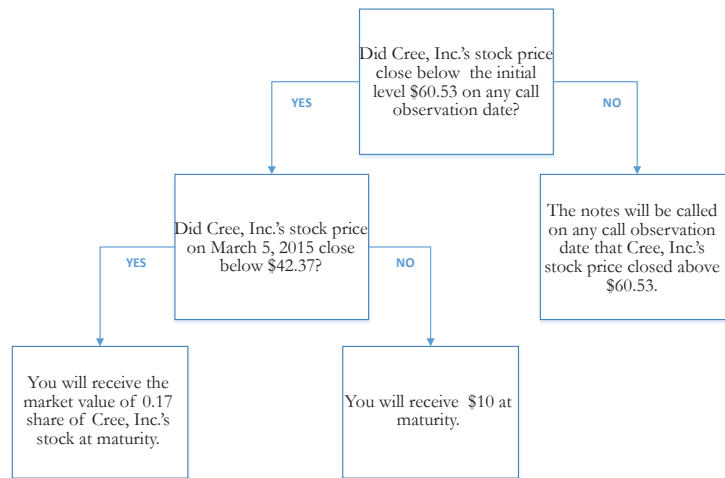 Did Cree, Inc.'s stock price
close below the initial
level $60.53 on any call
observation date?
YES
NO
Did Cree, Inc.'s stock price
on March 5, 2015 close
below $42.37?
The notes will be called
on any call observation
date that Cree, Inc.'s
stock price closed above
$60.53.
YES
NO
You will receive the
market value of 0.17
share of Cree, Inc.'s
stock at maturity.
You will receive $10 at
maturity.